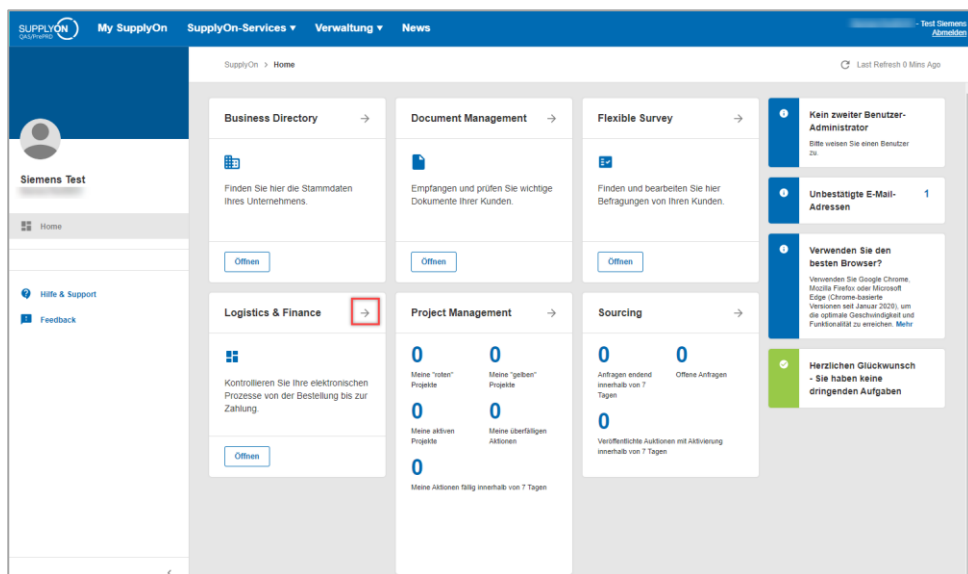 SUPPLYON
QAS/PrePRD
My SupplyOn
SupplyOn-Services
Verwaltung
News
- Test Siemens
Abmelden
SupplyOn > Home
Last Refresh 0 Mins Ago
Siemens Test
Home
Hilfe & Support
Feedback
Business Directory
Finden Sie hier die Stammdaten
Ihres Unternehmens.
Öffnen
Document Management
Empfangen und prüfen Sie wichtige
Dokumente Ihrer Kunden.
Öffnen
Flexible Survey
Finden und bearbeiten Sie hier
Befragungen von Ihren Kunden.
Öffnen
Logistics & Finance
Kontrollieren Sie Ihre elektronischen
Prozesse von der Bestellung bis zur
Zahlung.
Öffnen
Project Management
0
Meine "roten"
Projekte
0
Meine "gelben"
Projekte
0
Meine aktiven
Projekte
0
Meine überfälligen
Aktionen
0
Meine Aktionen fällig innerhalb von 7 Tagen
Sourcing
0
Anfragen endend
innerhalb von 7
Tagen
0
Offene Anfragen
0
Veröffentlichte Auktionen mit Aktivierung
innerhalb von 7 Tagen
Kein zweiter Benutzer-
Administrator
Bitte weisen Sie einen Benutzer
zu.
Unbestätigte E-Mail-
Adressen
1
Verwenden Sie den
besten Browser?
Verwenden Sie Google Chrome,
Mozilla Firefox oder Microsoft
Edge (Chrome-basierte
Versionen seit Januar 2020), um
die optimale Geschwindigkeit und
Funktionalität zu erreichen. Mehr
Herzlichen Glückwunsch
- Sie haben keine
dringenden Aufgaben